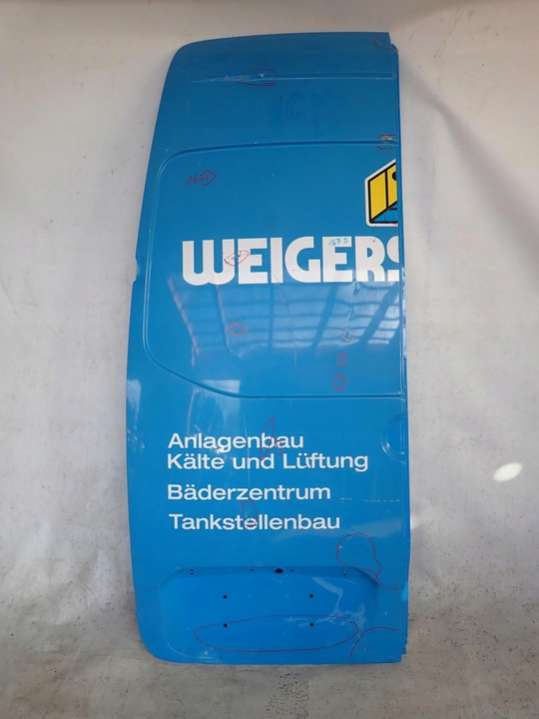 WEIGERS
Anlagenbau
Kälte und Lüftung
Bäderzentrum
Tankstellenbau